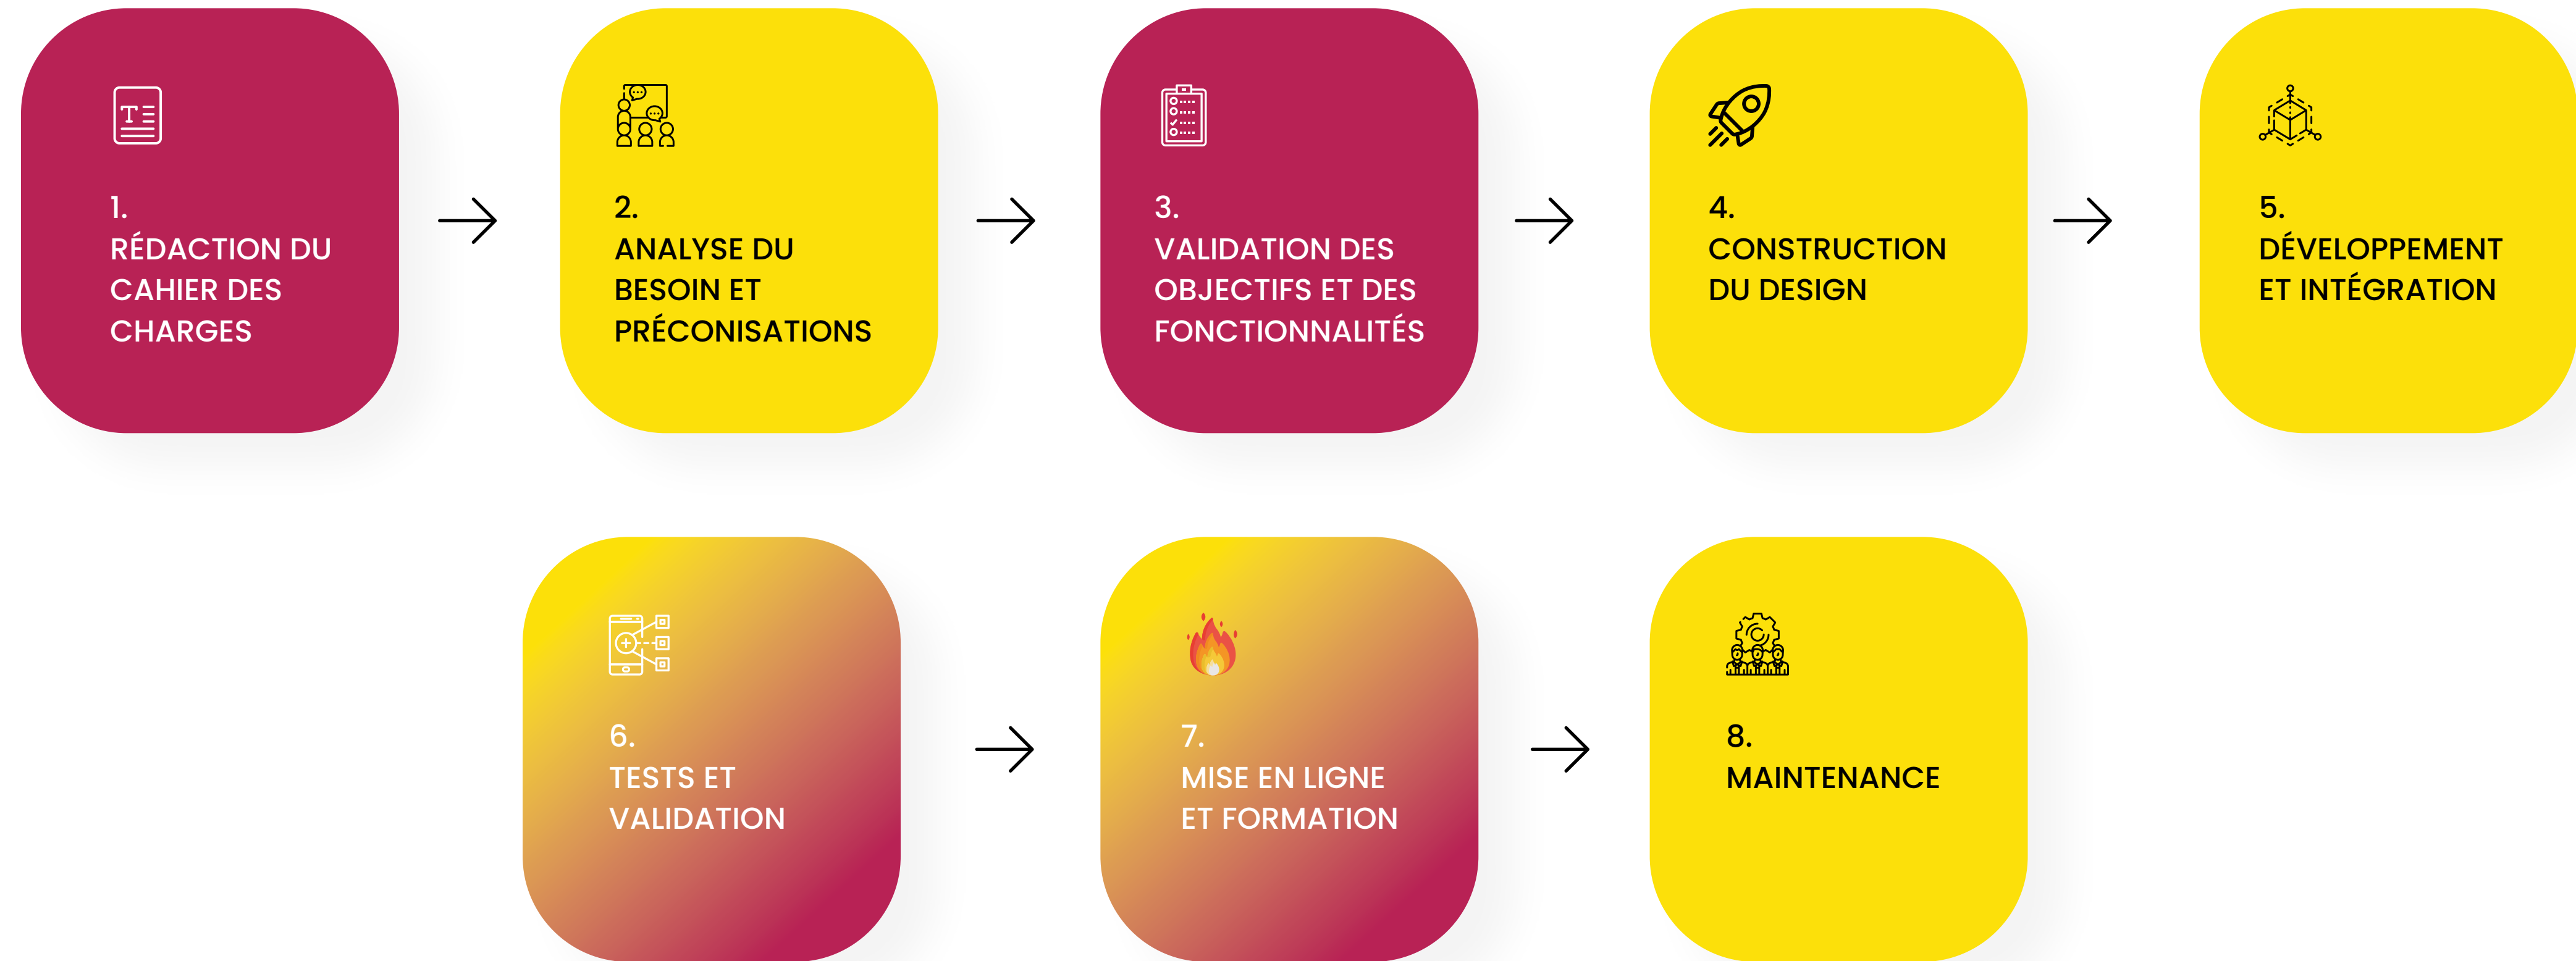 1.
RÉDACTION DU
CAHIER DES
CHARGES
2.
ANALYSE DU
BESOIN ET
PRÉCONISATIONS
3.
VALIDATION DES
OBJECTIFS ET DES
FONCTIONNALITÉS
4.
CONSTRUCTION
DU DESIGN
5.
DÉVELOPPEMENT
ET INTÉGRATION
6.
TESTS ET
VALIDATION
7.
MISE EN LIGNE
ET FORMATION
8.
MAINTENANCE